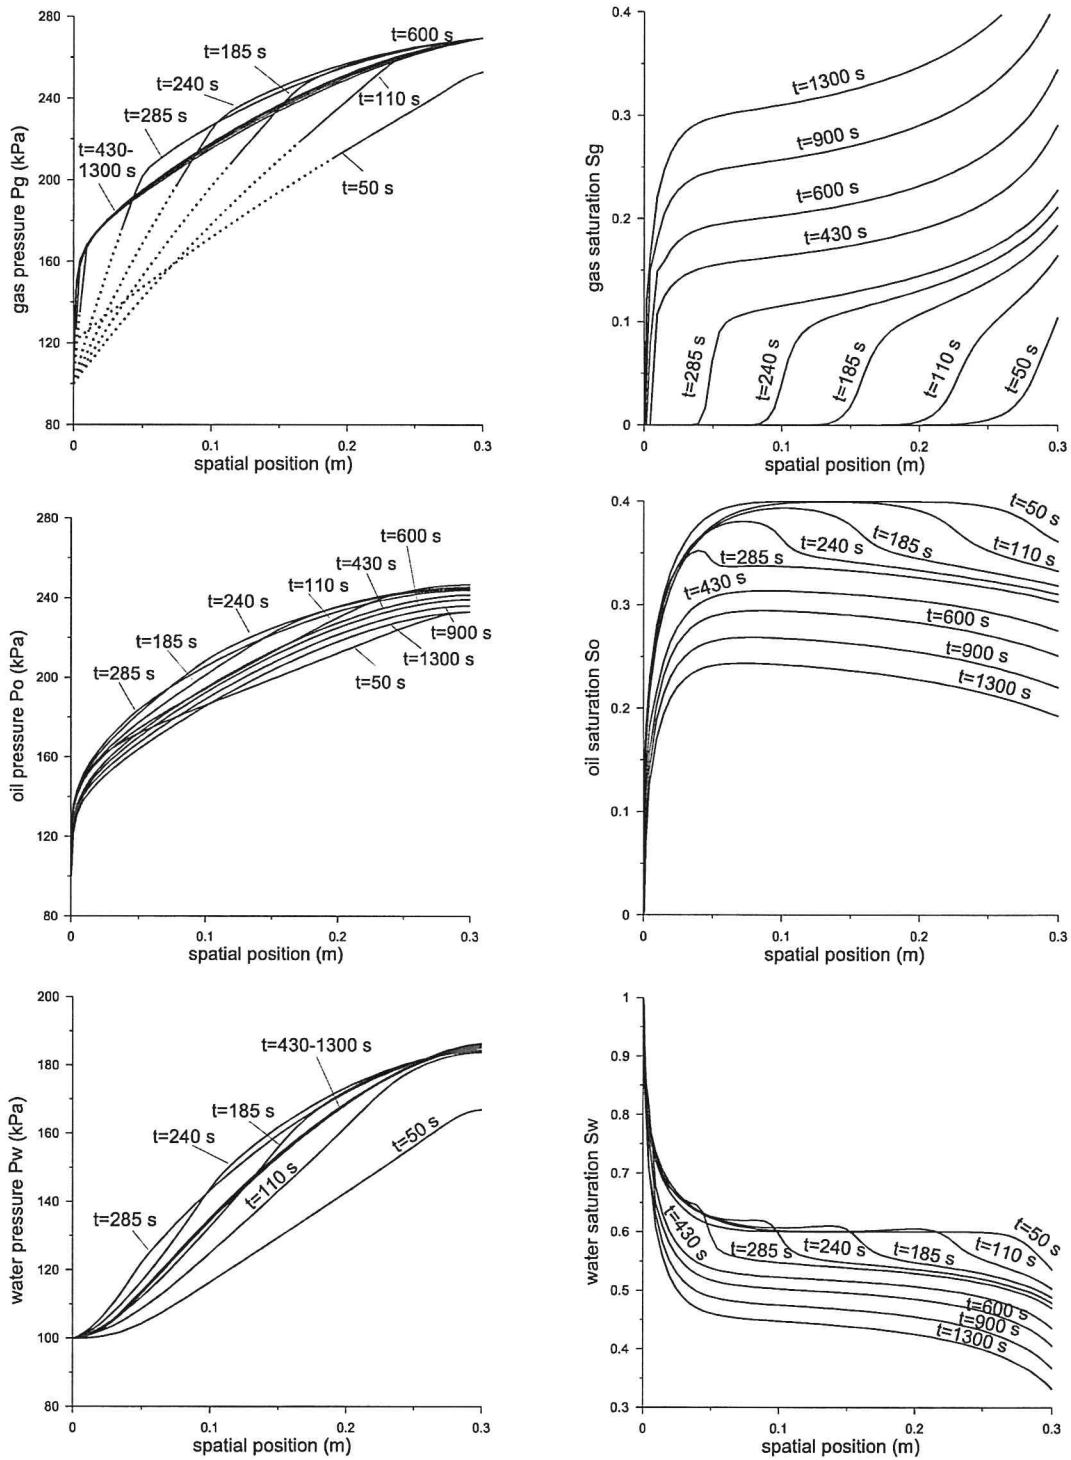 280
240
200
160
120
80
gas pressure Pg (kPa)
t=600 s
t=185 s
t=240 s
t=110 s
t=285 s
t=430-
1300 s
t=50 s
0
0.1
0.2
0.3
spatial position (m)
0.4
0.3
0.2
0.1
0
gas saturation Sg
t=1300 s
t=900 s
t=600 s
t=430 s
t=285 s
t=240 s
t=185 s
t=110 s
t=50 s
0
0.1
0.2
0.3
spatial position (m)
280
240
200
160
120
80
oil pressure Po (kPa)
t=600 s
t=430 s
t=110 s
t=240 s
t=185 s
t=900 s
t=285 s
t=1300 s
t=50 s
0
0.1
0.2
0.3
spatial position (m)
0.4
0.3
0.2
0.1
0
oil saturation So
t=50 s
t=110 s
t=185 s
t=240 s
t=285 s
t=430 s
t=600 s
t=900 s
t=1300 s
0
0.1
0.2
0.3
spatial position (m)
200
180
160
140
120
100
80
water pressure Pw (kPa)
t=430-1300 s
t=185 s
t=240 s
t=50 s
t=110 s
t=285 s
0
0.1
0.2
0.3
spatial position (m)
1
0.9
0.8
0.7
0.6
0.5
0.4
0.3
water saturation Sw
t=50 s
t=430 s
t=285 s
t=240 s
t=185 s
t=110 s
t=600 s
t=900 s
t=1300 s
0
0.1
0.2
0.3
spatial position (m)